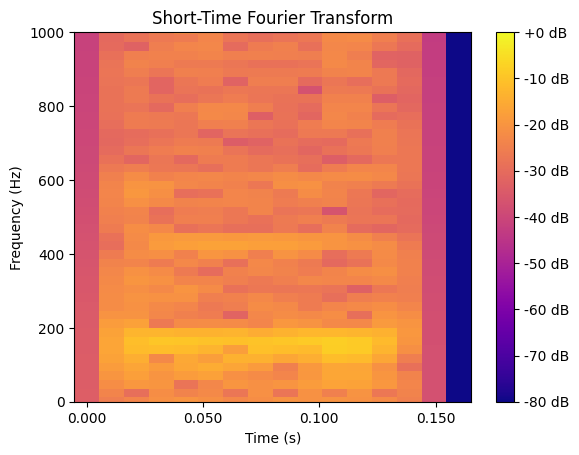 Short-Time Fourier Transform
1000
800
600
400
200
0
Frequency (Hz)
0.000
0.050
0.100
0.150
Time (s)
+0 dB
-10 dB
-20 dB
-30 dB
-40 dB
-50 dB
-60 dB
-70 dB
-80 dB